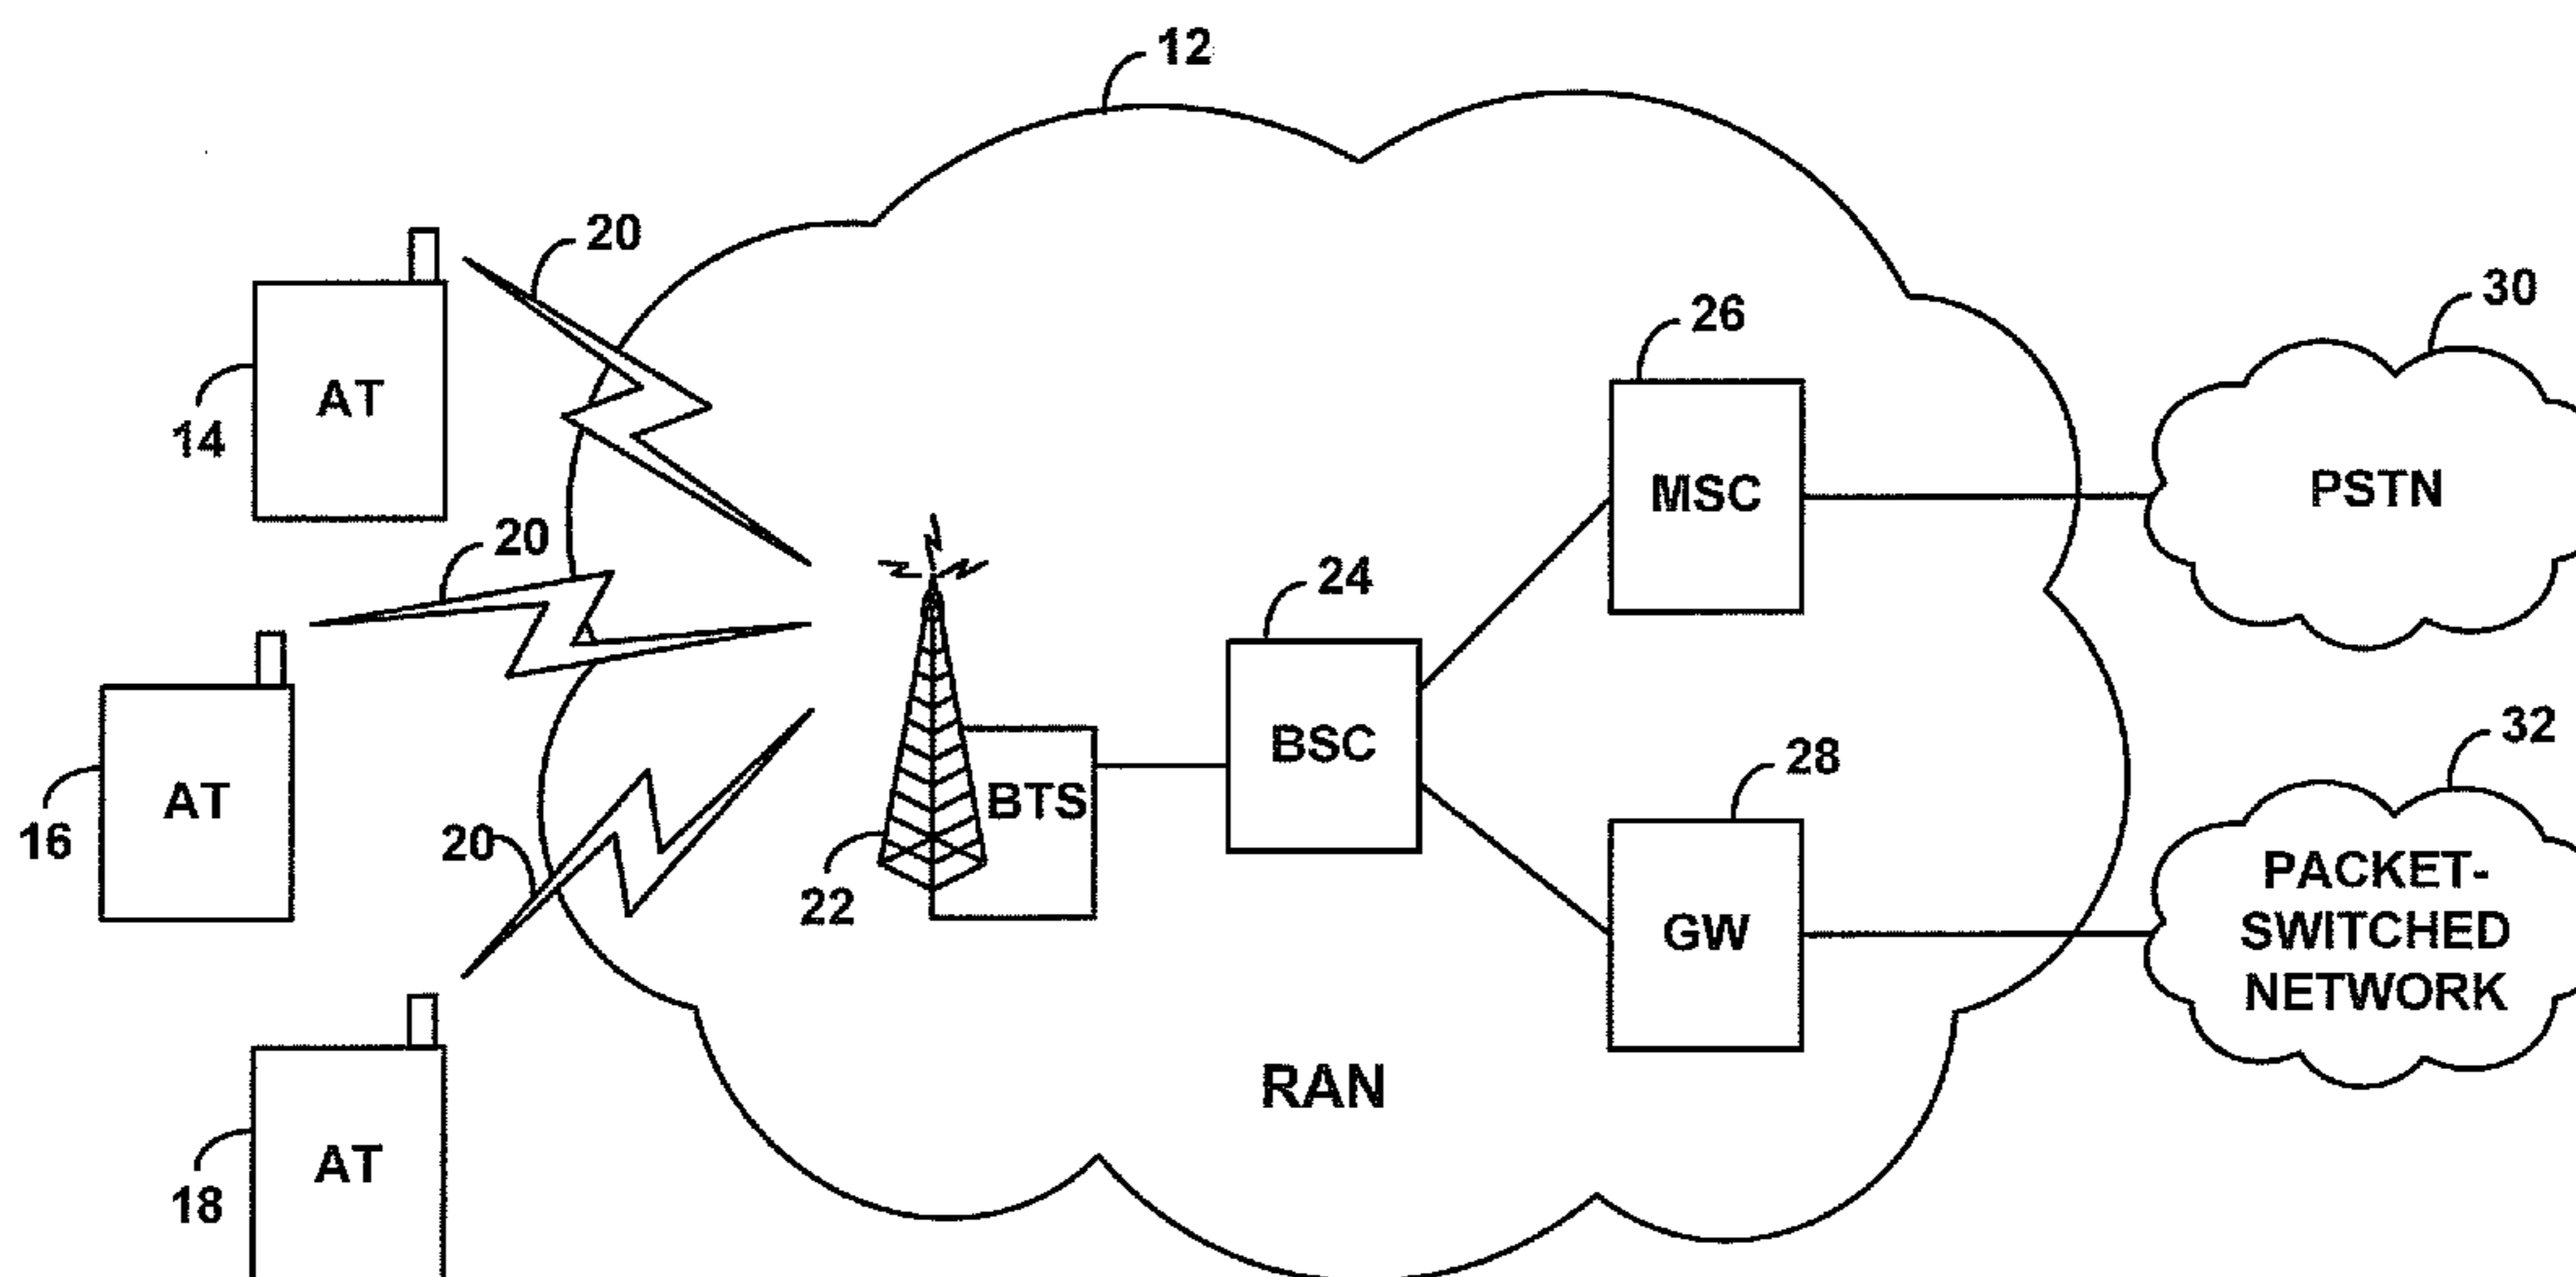 12
20
30
26
AT
14
PSTN
MSC
20
24
32
BSC
28
AT
BTS
16
20
PACKET-
SWITCHED
NETWORK
22
GW
RAN
AT
18